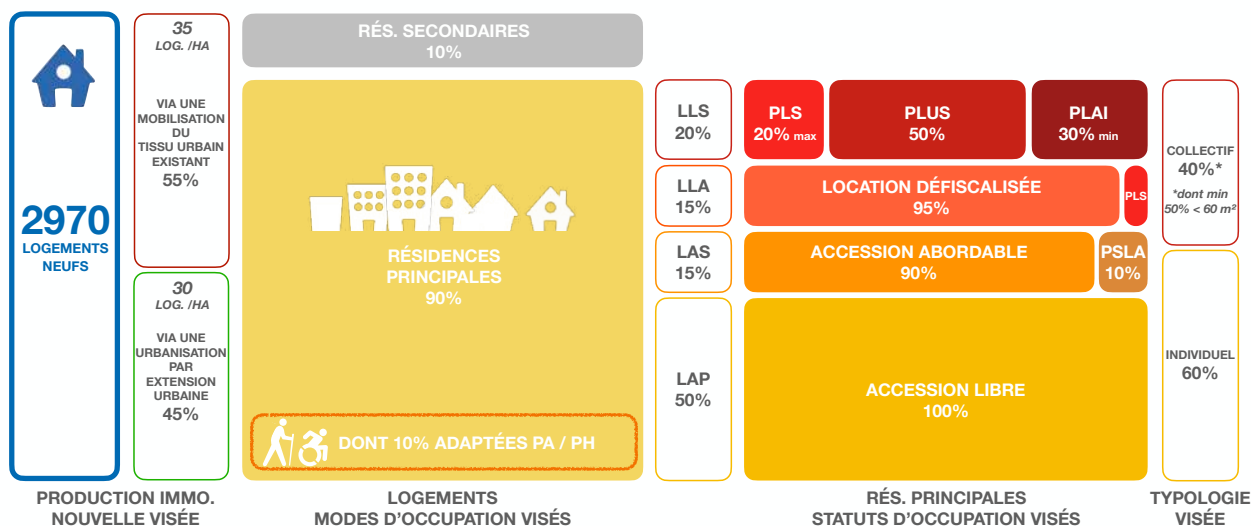 2970
LOGEMENTS
NEUFS
35
LOG. /HA
VIA UNE
MOBILISATION
DU
TISSU URBAIN
EXISTANT
55%
30
LOG. /HA
VIA UNE
URBANISATION
PAR
EXTENSION
URBAINE
45%
RÉS. SECONDAIRES
10%
RÉSIDENCES
PRINCIPALES
90%
DONT 10% ADAPTÉES PA / PH
LLS
20%
PLS
20% max
PLUS
50%
PLAI
30% min
LLA
15%
LOCATION DÉFISCALISÉE
95%
PLS
LAS
15%
ACCESSION ABORDABLE
90%
PSLA
10%
LAP
50%
ACCESSION LIBRE
100%
COLLECTIF
40%*
*dont min
50% < 60 m²
INDIVIDUEL
60%
PRODUCTION IMMO.
NOUVELLE VISÉE
LOGEMENTS
MODES D'OCCUPATION VISÉS
RÉS. PRINCIPALES
STATUTS D'OCCUPATION VISÉS
TYPOLOGIE
VISÉE